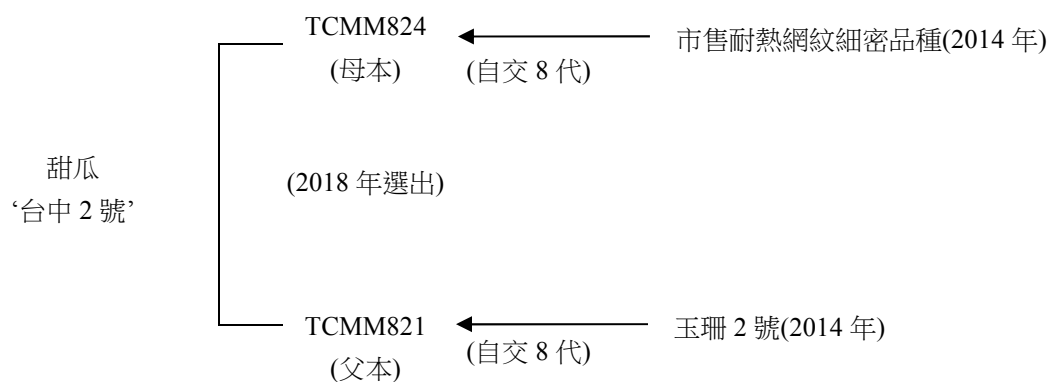 TCMM824
(母本)
(自交 8 代)
市售耐熱網紋細密品種(2014 年)
甜瓜
‘台中 2 號’
(2018 年選出)
TCMM821
(父本)
(自交 8 代)
玉珊 2 號(2014 年)